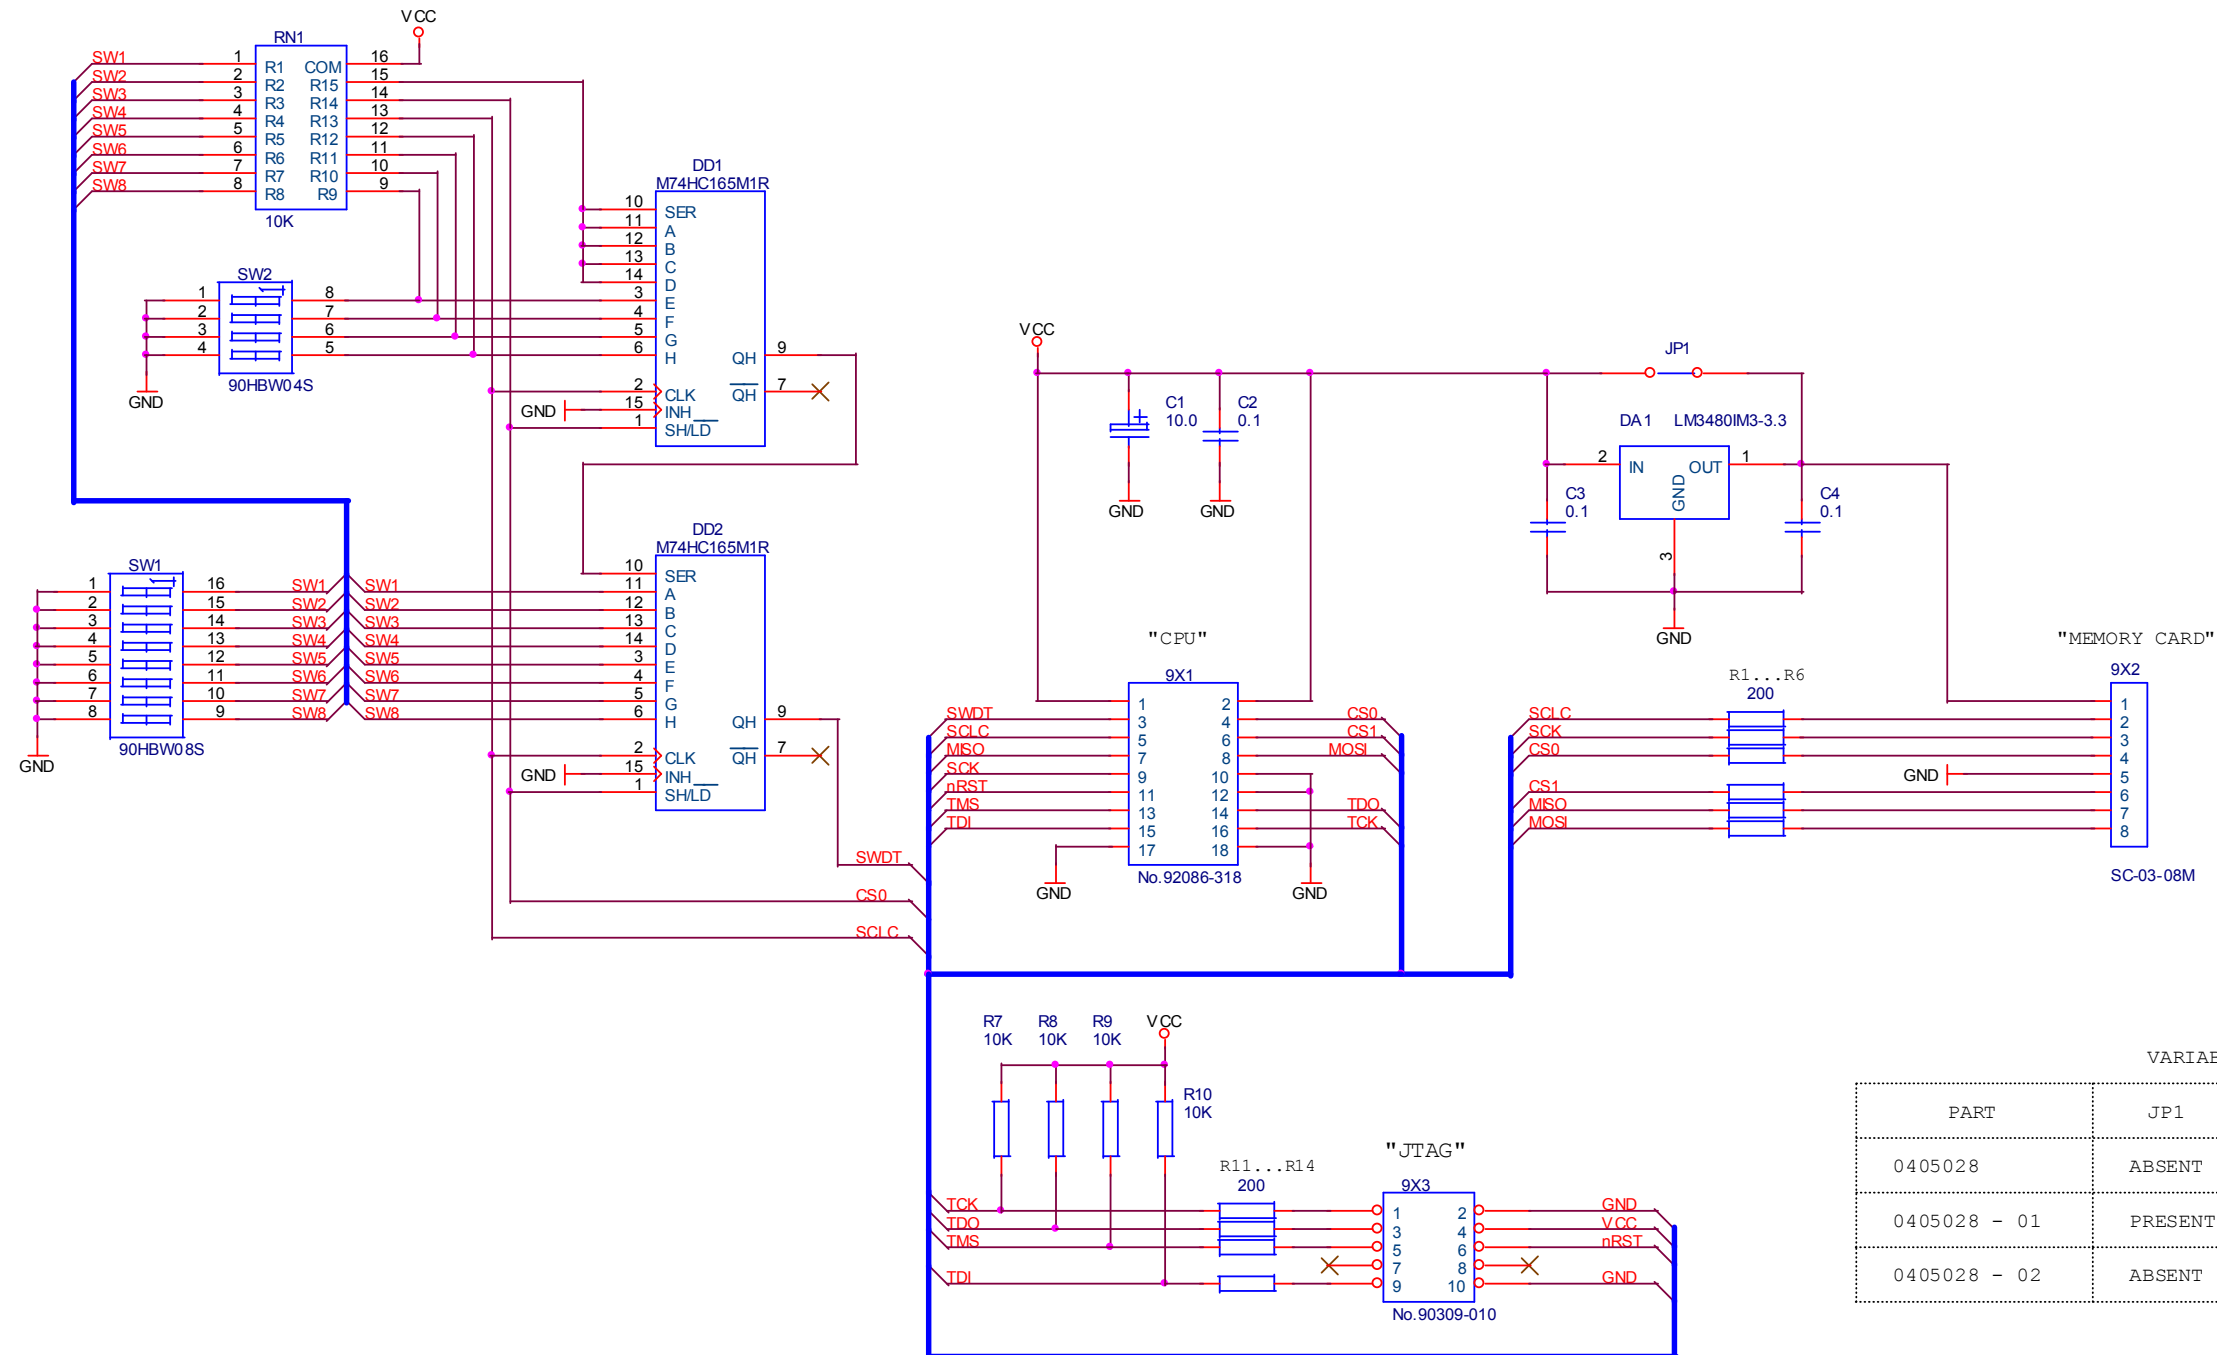 VCC
RN1
SW1 1 R1 COM 16
SW2 2 R2 R15 15
SW3 3 R3 R14 14
SW4 4 R4 R13 13
SW5 5 R5 R12 12
SW6 6 R6 R11 11
SW7 7 R7 R10 10
SW8 8 R8 R9 9
10K
SW2
1 8
2 7
3 6
4 5
90HBW04S
GND
DD1
M74HC165M1R
10 SER
11 A
12 B
13 C
14 D
3 E
4 F
5 G
6 H QH 9
2 CLK QH 7
GND 15 INH
1 SH/LD
DD2
M74HC165M1R
10 SER
11 A
12 B
13 C
14 D
3 E
4 F
5 G
6 H QH 9
2 CLK QH 7
GND 15 INH
1 SH/LD
SW1
1 16 SW1 SW1
2 15 SW2 SW2
3 14 SW3 SW3
4 13 SW4 SW4
5 12 SW5 SW5
6 11 SW6 SW6
7 10 SW7 SW7
8 9 SW8 SW8
90HBW08S
GND
SWDT
CS0
SCLC
VCC
C1
10.0
C2
0.1
GND GND
JP1
DA1 LM3480IM3-3.3
2 IN OUT 1
GND
3
C3
0.1
C4
0.1
GND
"CPU"
9X1
1 2
SWDT 3 4 CS0
SCLC 5 6 CS1
MISO 7 8 MOSI
SCK 9 10
nRST 11 12
TMS 13 14 TDO
TDI 15 16 TCK
17 18
GND GND
No.92086-318
"MEMORY CARD"
R1...R6
200
9X2
1
SCLC 2
SCK 3
CS0 4
GND 5
CS1 6
MISO 7
MOSI 8
SC-03-08M
R7
10K
R8
10K
R9
10K
VCC
R10
10K
"JTAG"
R11...R14
200
9X3
TCK 1 2 GND
TDO 3 4 VCC
TMS 5 6 nRST
7 8
TDI 9 10 GND
No.90309-010
VARIAB
PART JP1
0405028 ABSENT
0405028 - 01 PRESENT
0405028 - 02 ABSENT